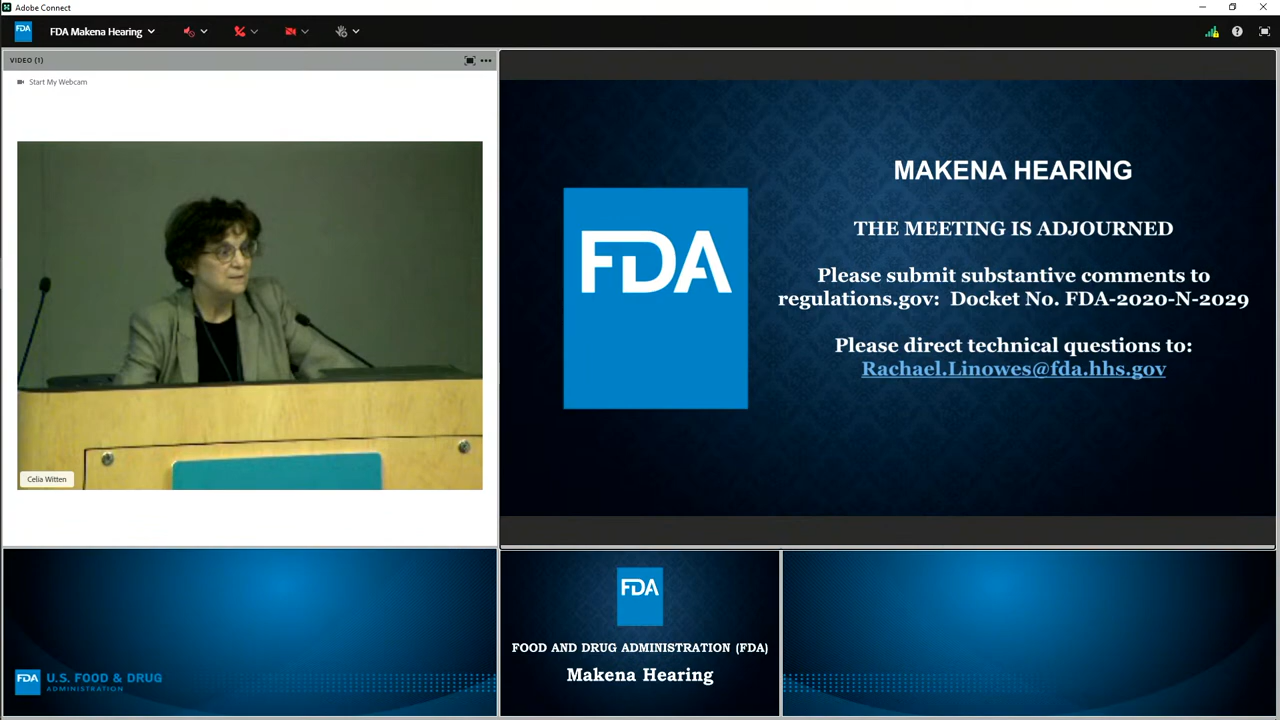 Adobe Connect
FDA
FDA Makena Hearing
VIDEO (1)
Start My Webcam
Celia Witten
FDA
MAKENA HEARING
THE MEETING IS ADJOURNED
Please submit substantive comments to
regulations.gov: Docket No. FDA-2020-N-2029
Please direct technical questions to:
Rachael.Linowes@fda.hhs.gov
FDA
U.S. FOOD & DRUG
ADMINISTRATION
FDA
FOOD AND DRUG ADMINISTRATION (FDA)
Makena Hearing